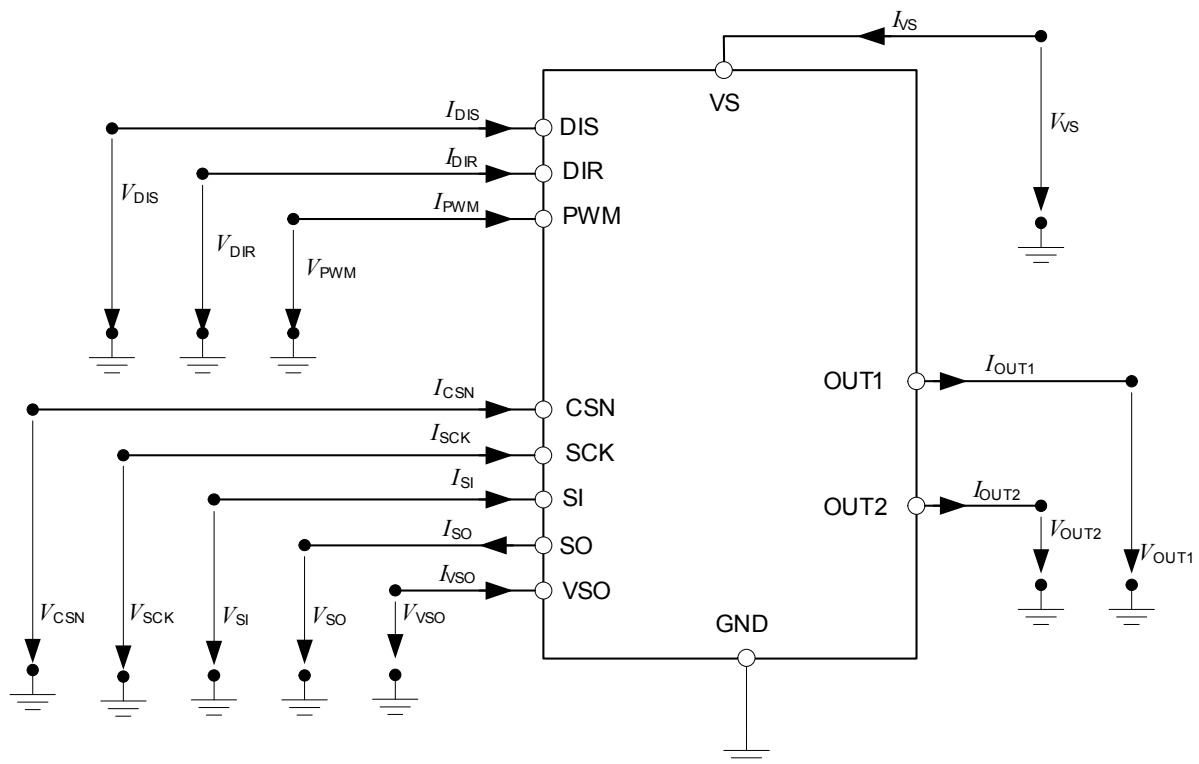 IVS
VS
VVS
IDIS
DIS
IDIR
DIR
IPWM
PWM
VDIS
VDIR
VPWM
OUT1
IOUT1
ICSN
CSN
ISCK
SCK
ISI
SI
OUT2
IOUT2
ISO
SO
VOUT2
VOUT1
IVSO
VSO
VCSN
VSCK
VSI
VSO
VVSO
GND